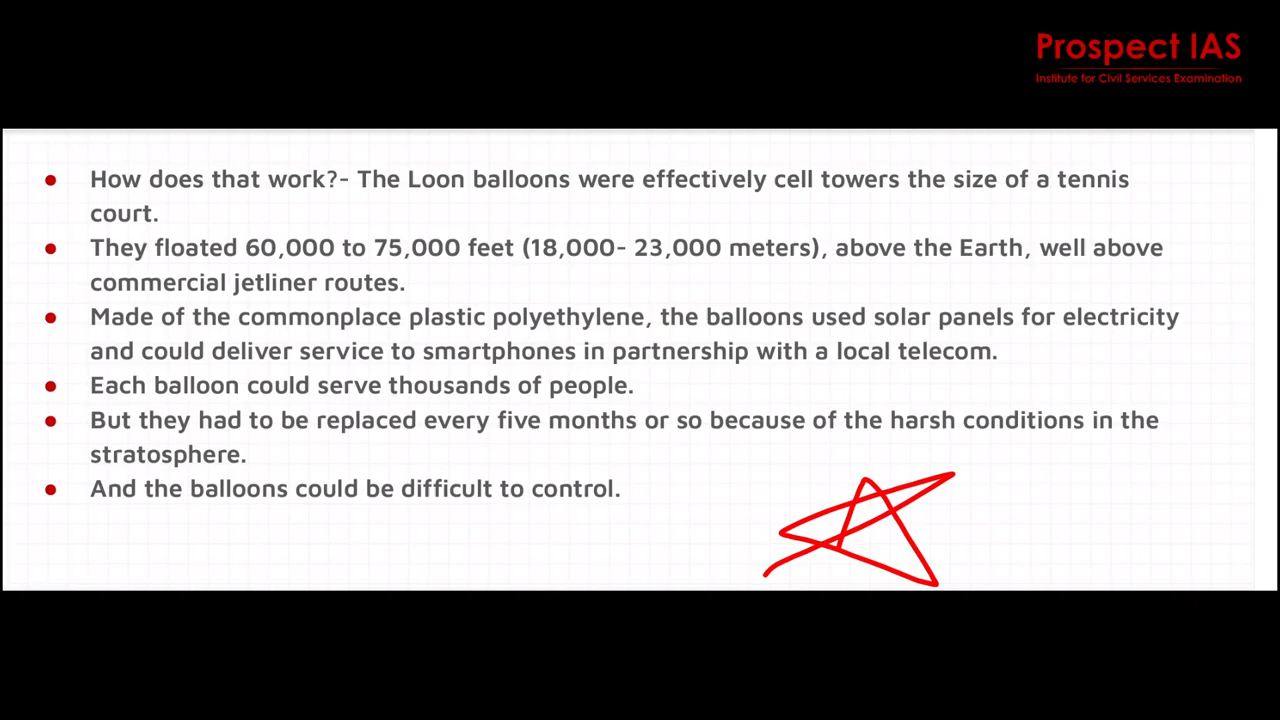 Prospect IAS
Institute for Civil Services Examination
● How does that work?- The Loon balloons were effectively cell towers the size of a tennis
court.
● They floated 60,000 to 75,000 feet (18,000- 23,000 meters), above the Earth, well above
commercial jetliner routes.
● Made of the commonplace plastic polyethylene, the balloons used solar panels for electricity
and could deliver service to smartphones in partnership with a local telecom.
● Each balloon could serve thousands of people.
● But they had to be replaced every five months or so because of the harsh conditions in the
stratosphere.
● And the balloons could be difficult to control.